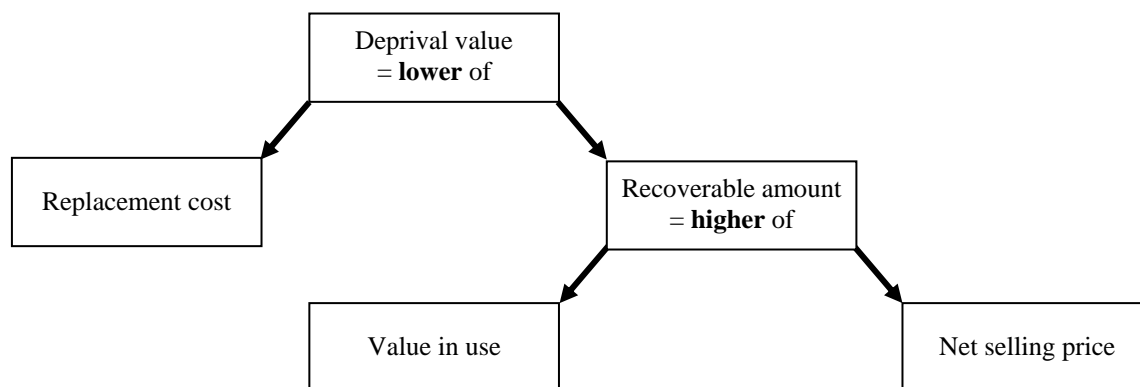 Deprival value
= lower of
Replacement cost
Recoverable amount
= higher of
Value in use
Net selling price